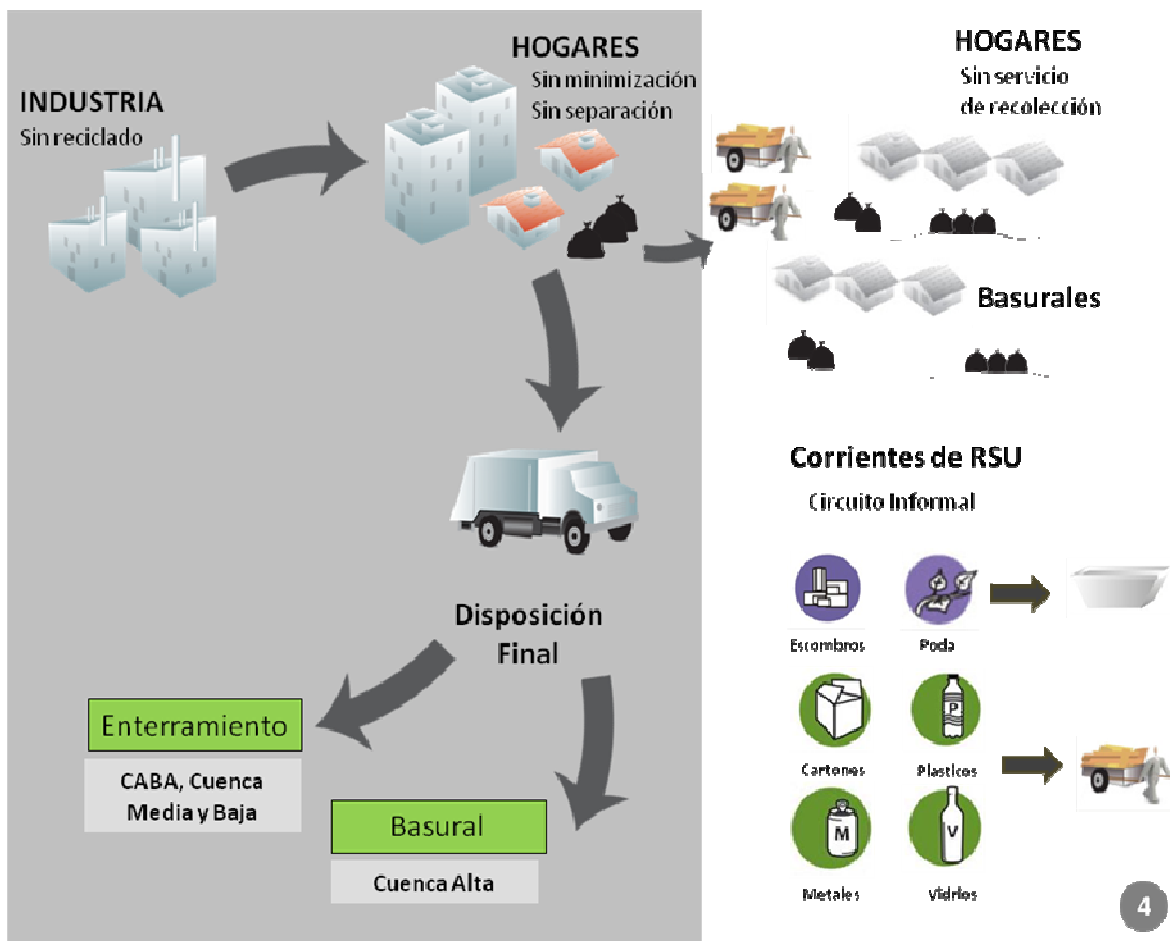 INDUSTRIA
Sin reciclado
HOGARES
Sin minimización
Sin separación
HOGARES
Sin servicio
de recolección
Basurales
Disposición
Final
Enterramiento
CABA, Cuenca
Media y Baja
Basural
Cuenca Alta
Corrientes de RSU
Circuito Informal
Escombros
Poda
Cartones
P
Plasticos
M
Metales
V
Vidrios
4